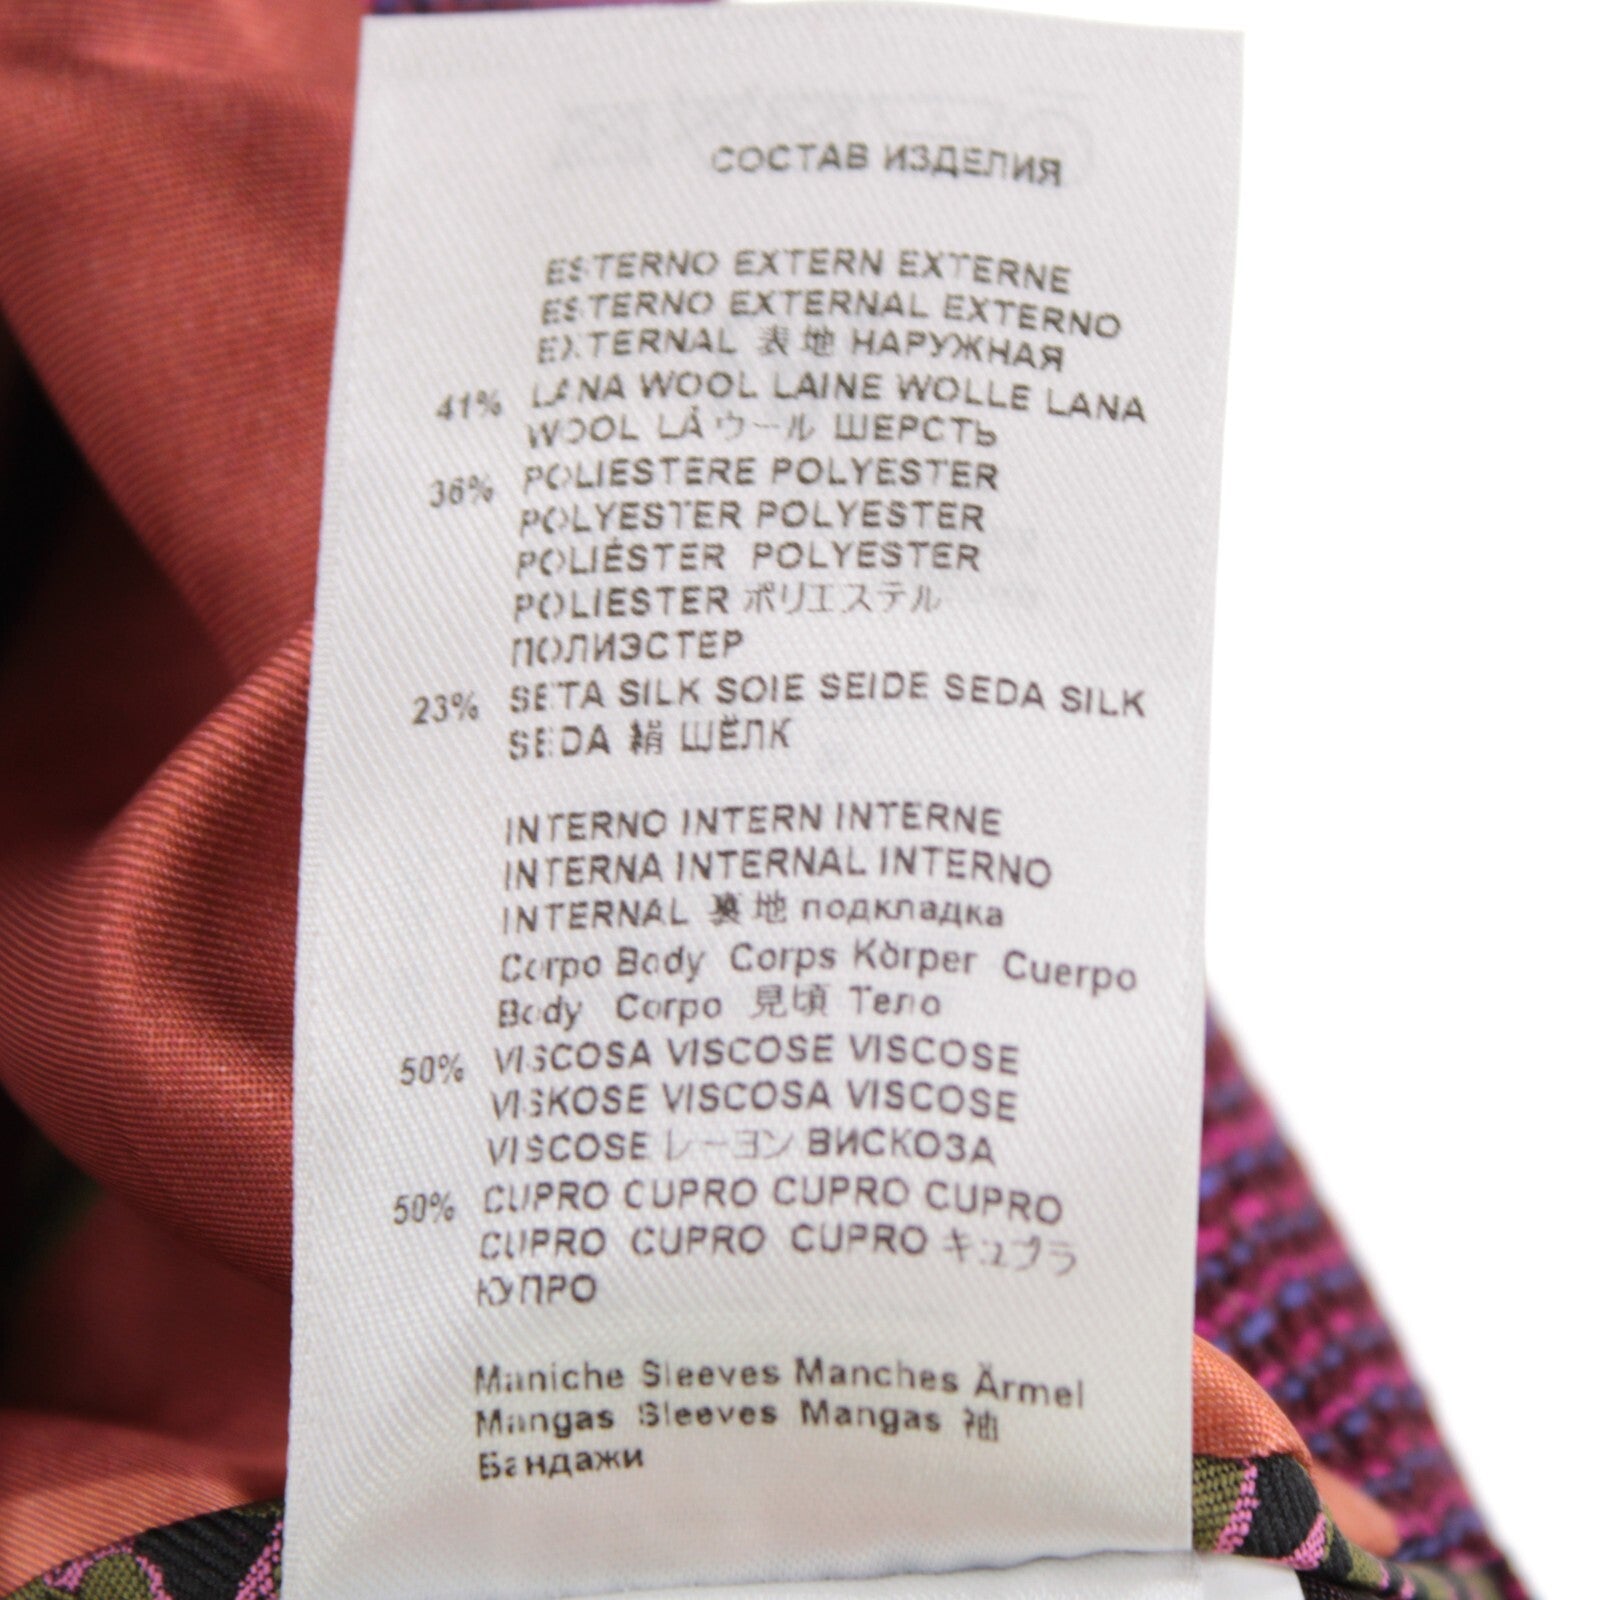 СОСТАВ ИЗДЕЛИЯ
ESTERNO EXTERN EXTERNE
ESTERNO EXTERNAL EXTERNO
EXTERNAL 表地 НАРУЖНАЯ
41% LANA WOOL LAINE WOLLE LANA
WOOL LÁ ウール ШЕРСТЬ
36% POLIESTERE POLYESTER
POLYESTER POLYESTER
POLIÉSTER POLYESTER
POLIESTER ポリエステル
ПОЛИЭСТЕР
23% SETA SILK SOIE SEIDE SEDA SILK
SEDA 絹 ШЁЛК
INTERNO INTERN INTERNE
INTERNA INTERNAL INTERNO
INTERNAL 裏地 подкладка
Corpo Body Corps Körper Cuerpo
Body Corpo 見頃 Тело
50% VISCOSA VISCOSE VISCOSE
VISKOSE VISCOSA VISCOSE
VISCOSE レーヨン ВИСКОЗА
50% CUPRO CUPRO CUPRO CUPRO
CUPRO CUPRO CUPRO キュプラ
КУПРО
Maniche Sleeves Manches Ärmel
Mangas Sleeves Mangas 袖
Бандажи